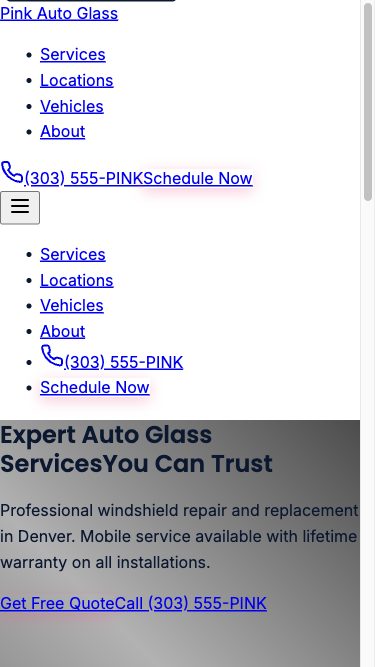 Pink Auto Glass
Services
Locations
Vehicles
About
(303) 555-PINKSchedule Now
Services
Locations
Vehicles
About
(303) 555-PINK
Schedule Now
Expert Auto Glass
ServicesYou Can Trust
Professional windshield repair and replacement
in Denver. Mobile service available with lifetime
warranty on all installations.
Get Free QuoteCall (303) 555-PINK